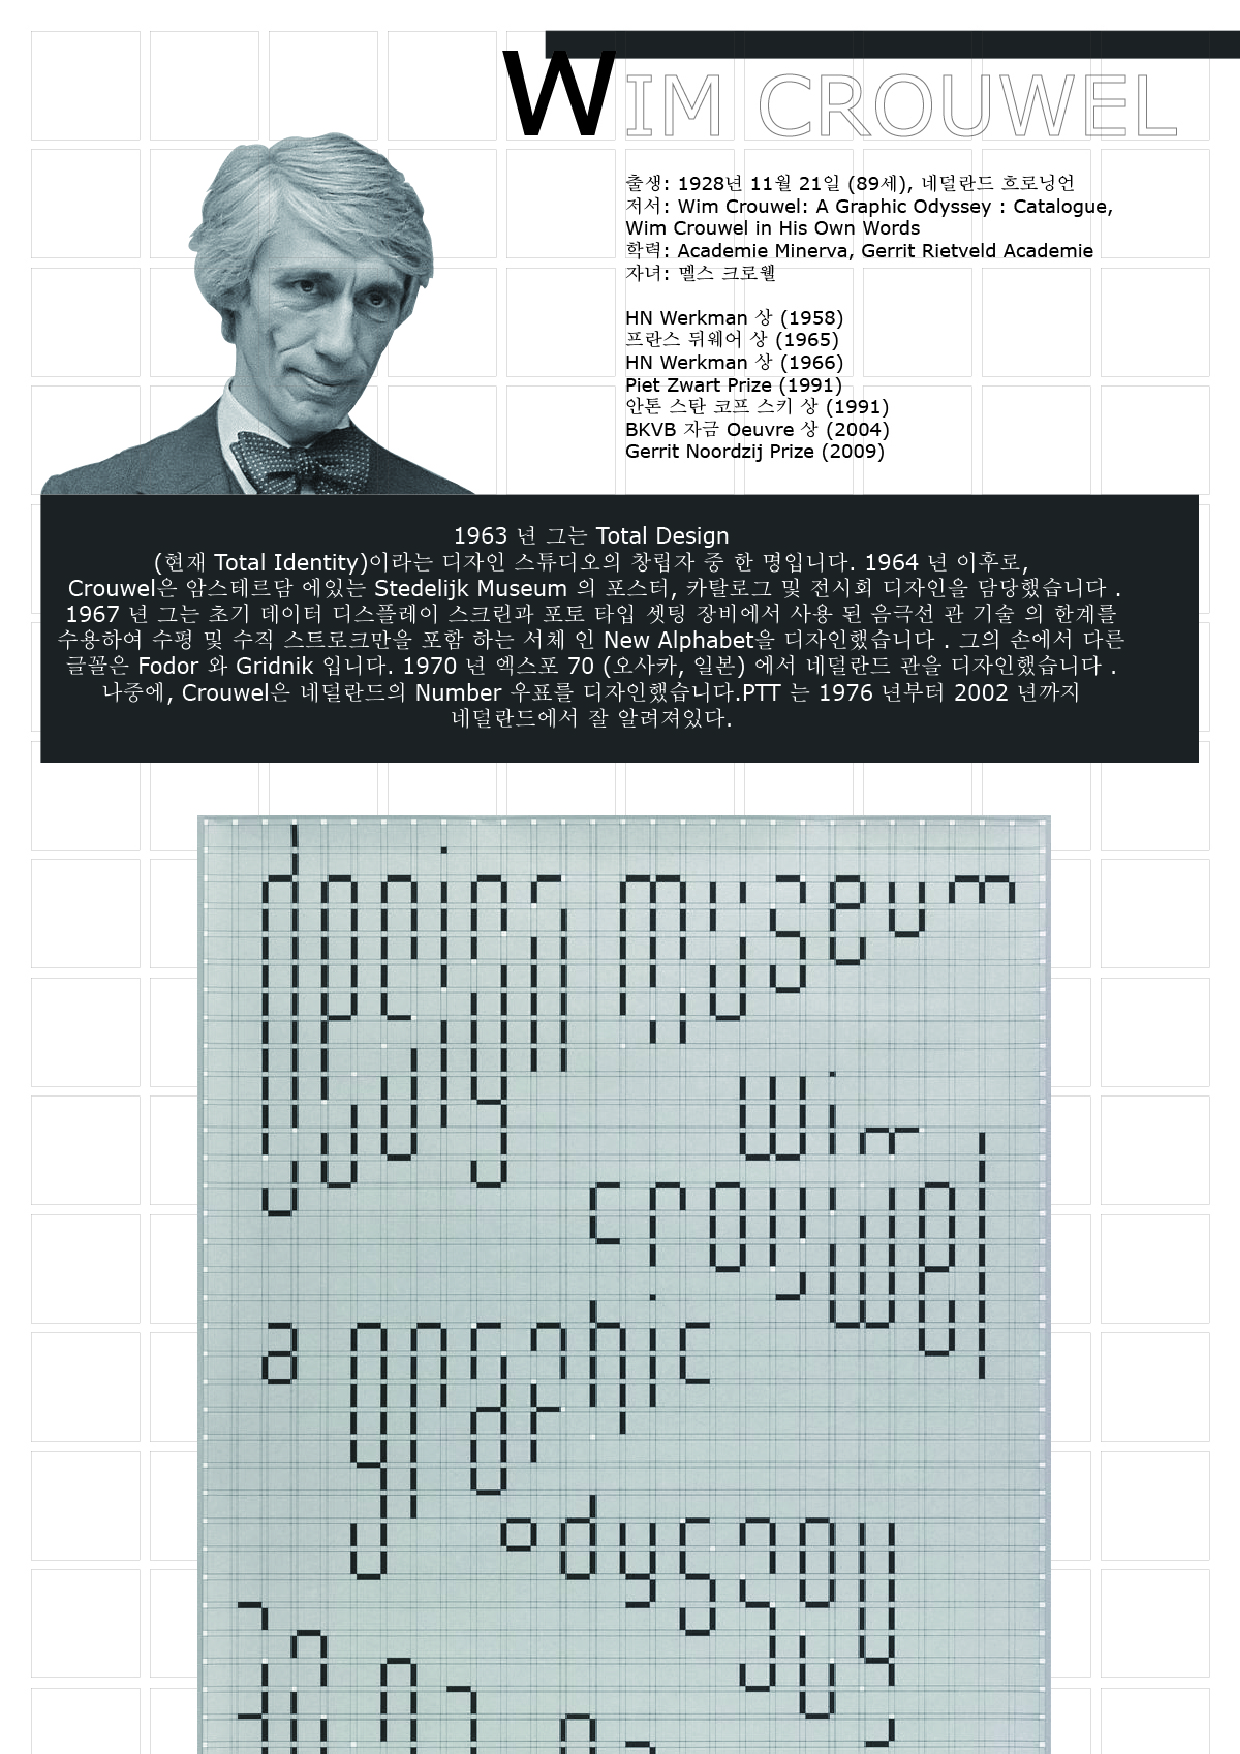 WIM CROUWEL
출생: 1928년 11월 21일 (89세), 네덜란드 흐로닝언
저서: Wim Crouwel: A Graphic Odyssey : Catalogue,
Wim Crouwel in His Own Words
학력: Academie Minerva, Gerrit Rietveld Academie
자녀: 멜스 크로웰
HN Werkman 상 (1958)
프란스 뒤웨어 상 (1965)
HN Werkman 상 (1966)
Piet Zwart Prize (1991)
안톤 스탄 코프 스키 상 (1991)
BKVB 자금 Oeuvre 상 (2004)
Gerrit Noordzij Prize (2009)
1963 년 그는 Total Design
(현재 Total Identity)이라는 디자인 스튜디오의 창립자 중 한 명입니다. 1964 년 이후로,
Crouwel은 암스테르담 에있는 Stedelijk Museum 의 포스터, 카탈로그 및 전시회 디자인을 담당했습니다 .
1967 년 그는 초기 데이터 디스플레이 스크린과 포토 타입 셋팅 장비에서 사용 된 음극선 관 기술 의 한계를
수용하여 수평 및 수직 스트로크만을 포함 하는 서체 인 New Alphabet을 디자인했습니다 . 그의 손에서 다른
글꼴은 Fodor 와 Gridnik 입니다. 1970 년 엑스포 70 (오사카, 일본) 에서 네덜란드 관을 디자인했습니다 .
나중에, Crouwel은 네덜란드의 Number 우표를 디자인했습니다.PTT 는 1976 년부터 2002 년까지
네덜란드에서 잘 알려져있다.
design museum
wim
crouwel
a graphic
odyssey